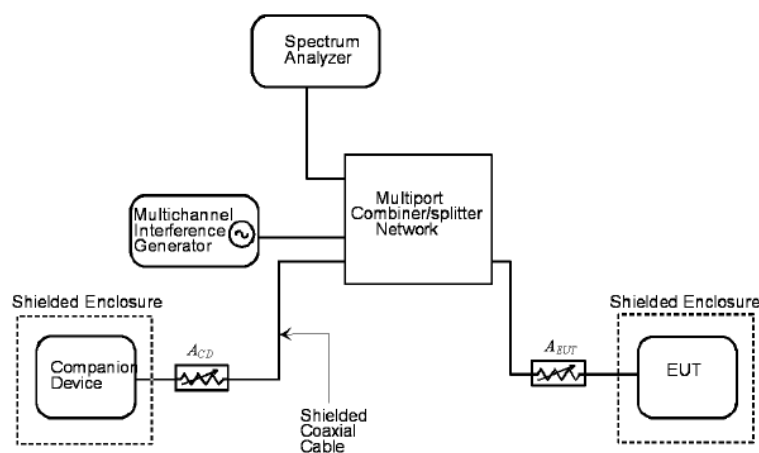 Spectrum
Analyzer
Multiport
Combiner/splitter
Network
Multichannel
Interference
Generator
Shielded Enclosure
Companion
Device
A_CD
Shielded
Coaxial
Cable
Shielded Enclosure
A_EUT
EUT